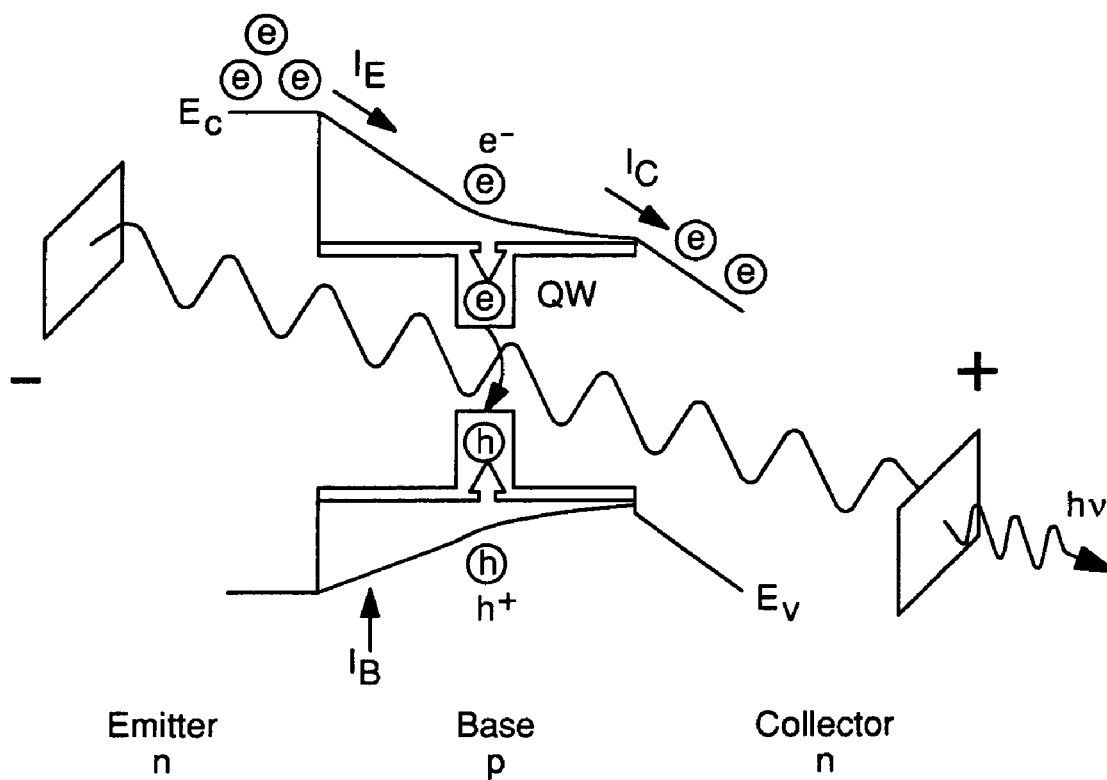 e
e e
I_E
E_C
e⁻
e
I_C
e
e
e
QW
−
+
h
hν
h
h⁺
E_V
I_B
Emitter Base Collector
n p n